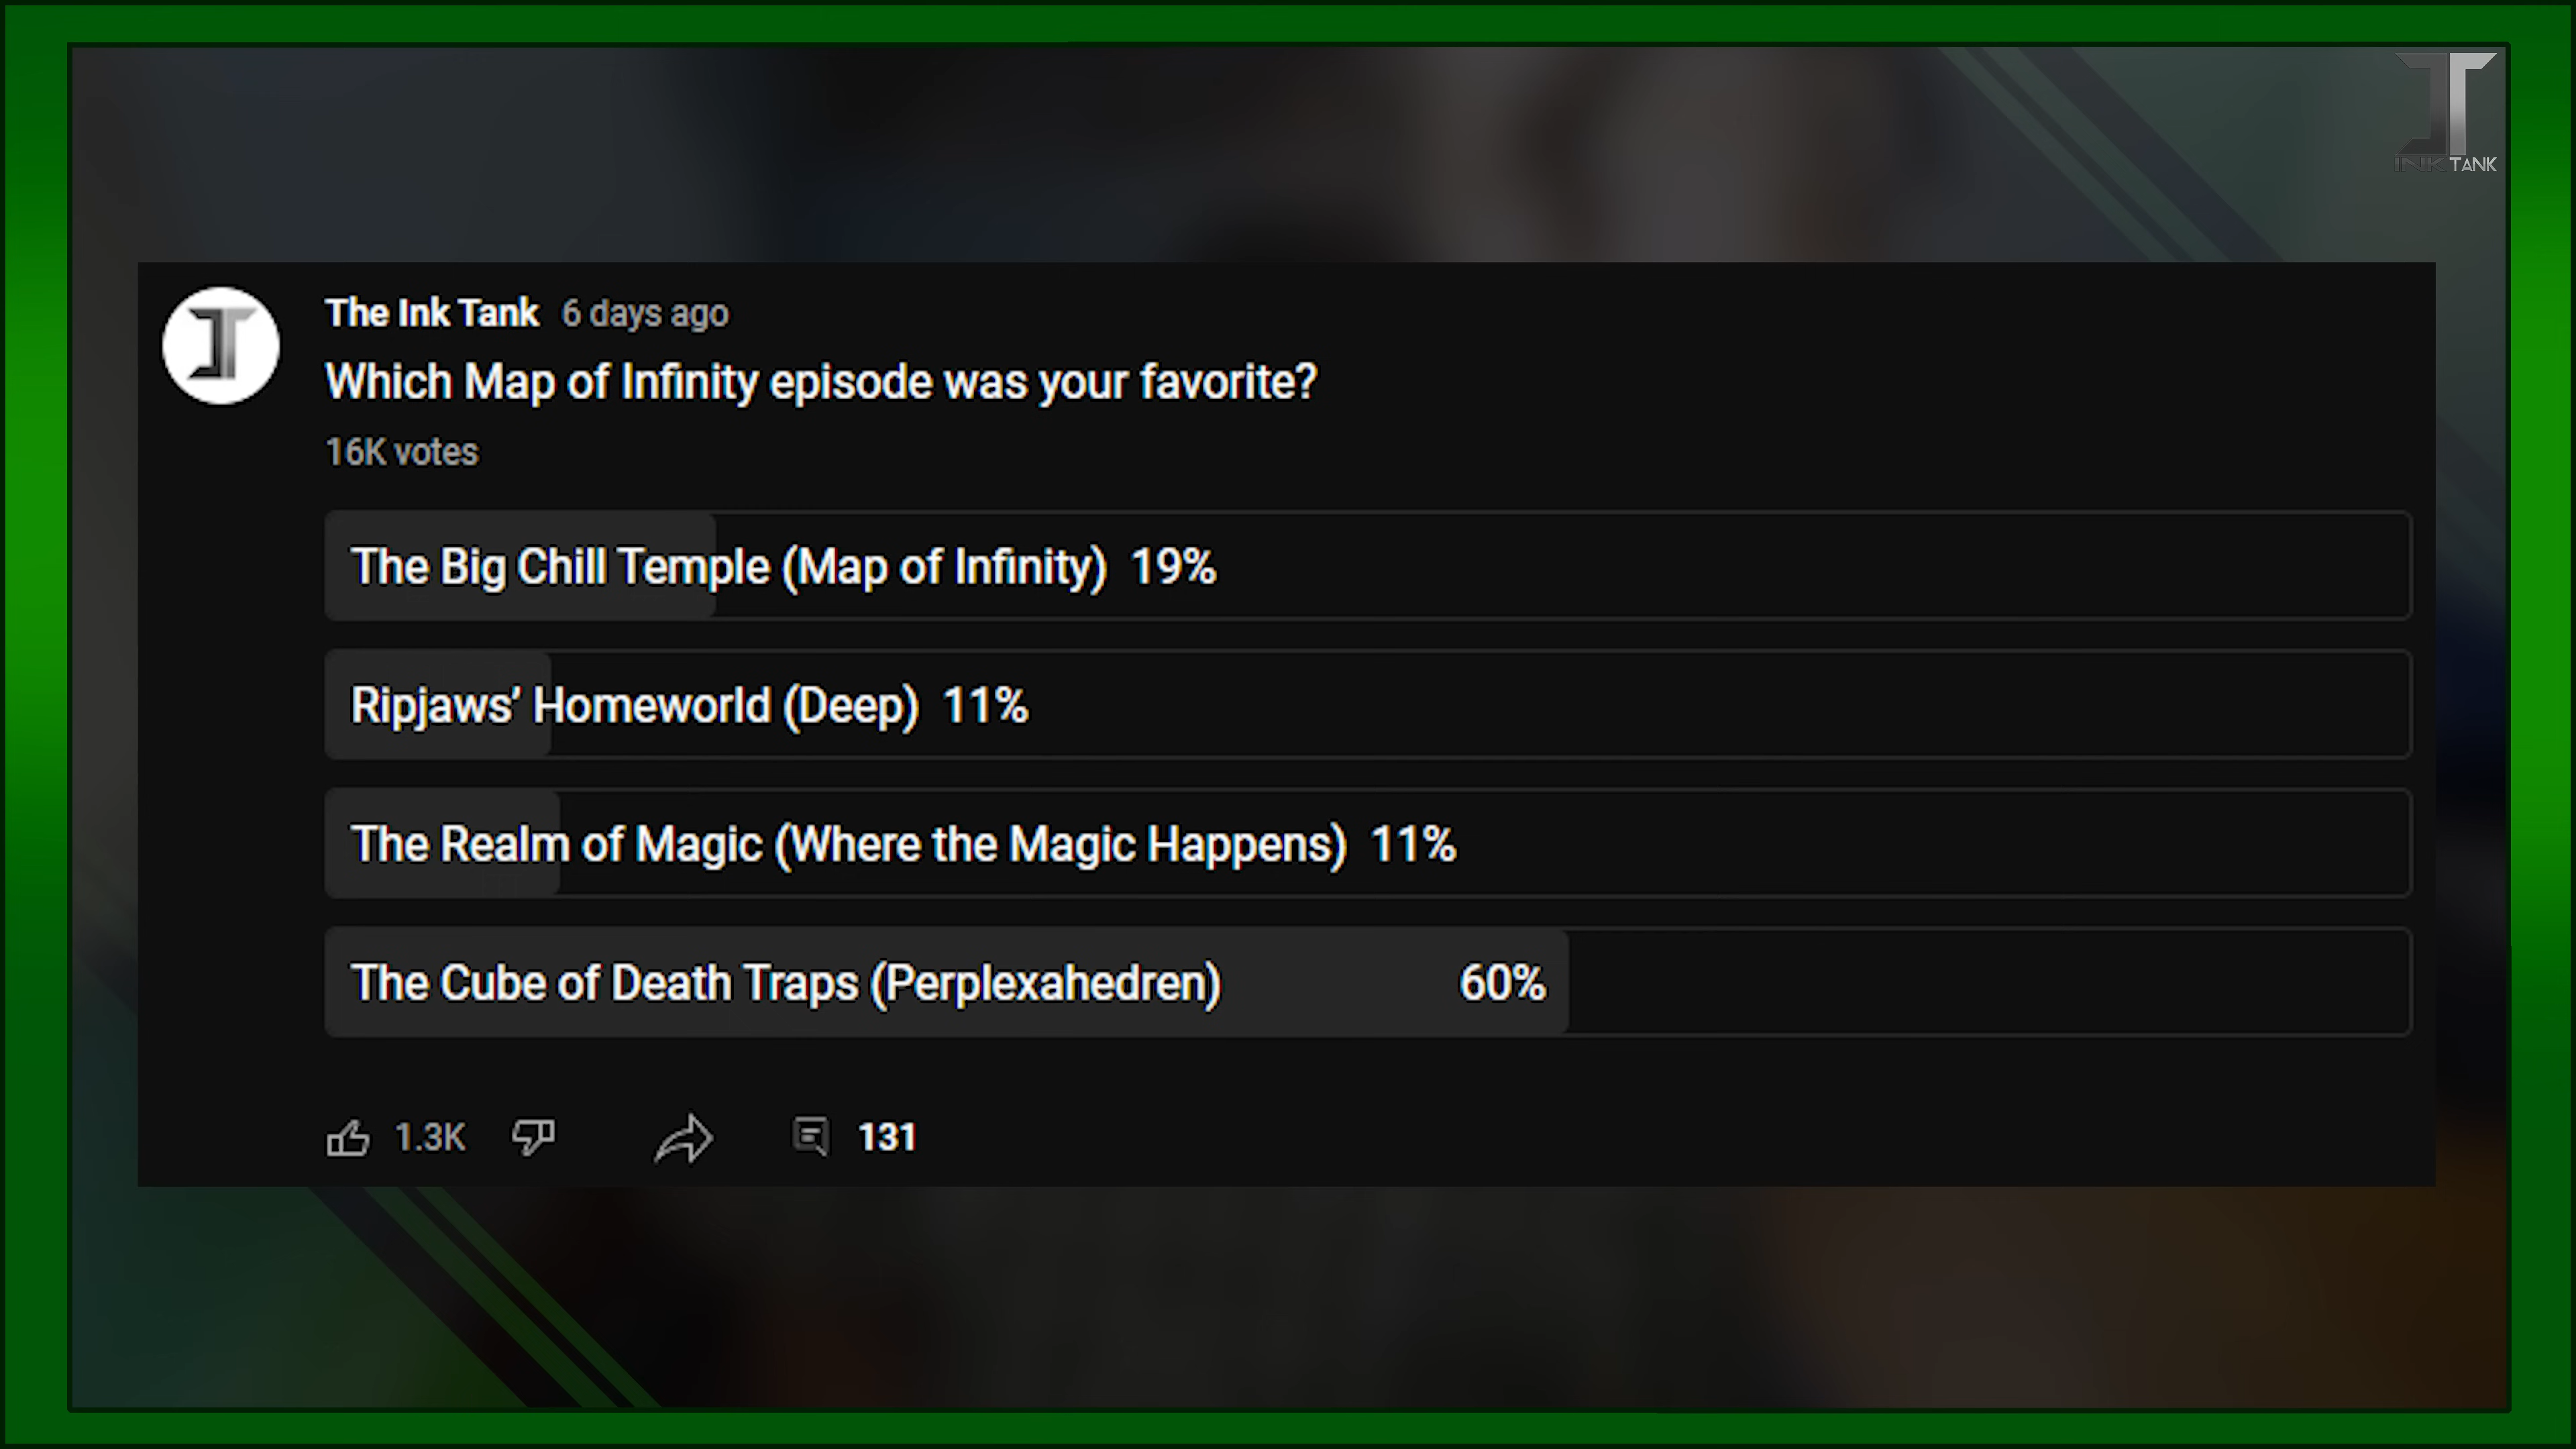 INK TANK
The Ink Tank 6 days ago
Which Map of Infinity episode was your favorite?
16K votes
The Big Chill Temple (Map of Infinity) 19%
Ripjaws’ Homeworld (Deep) 11%
The Realm of Magic (Where the Magic Happens) 11%
The Cube of Death Traps (Perplexahedren) 60%
1.3K 131